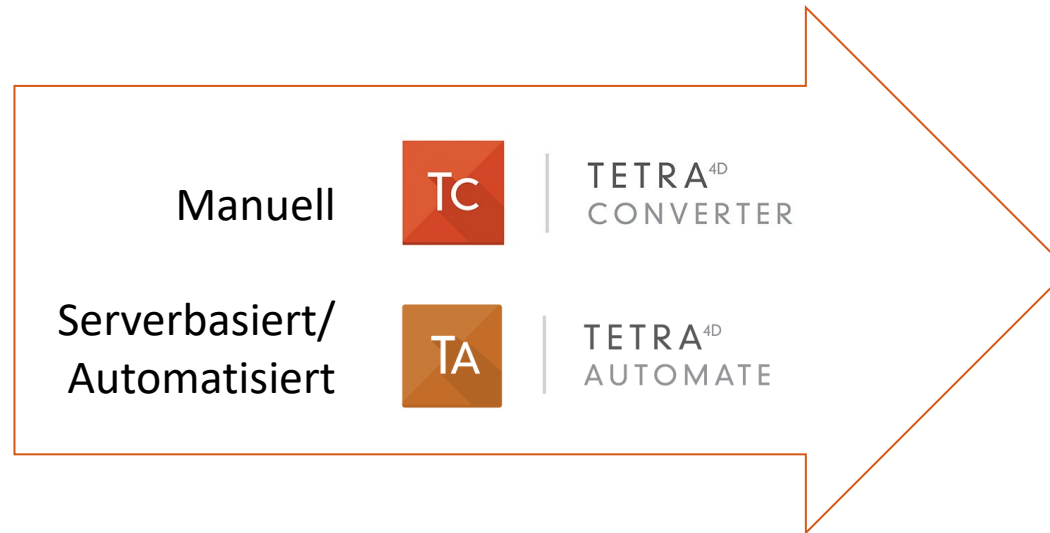 Manuell
TC
TETRA4D
CONVERTER
Serverbasiert/
Automatisiert
TA
TETRA4D
AUTOMATE